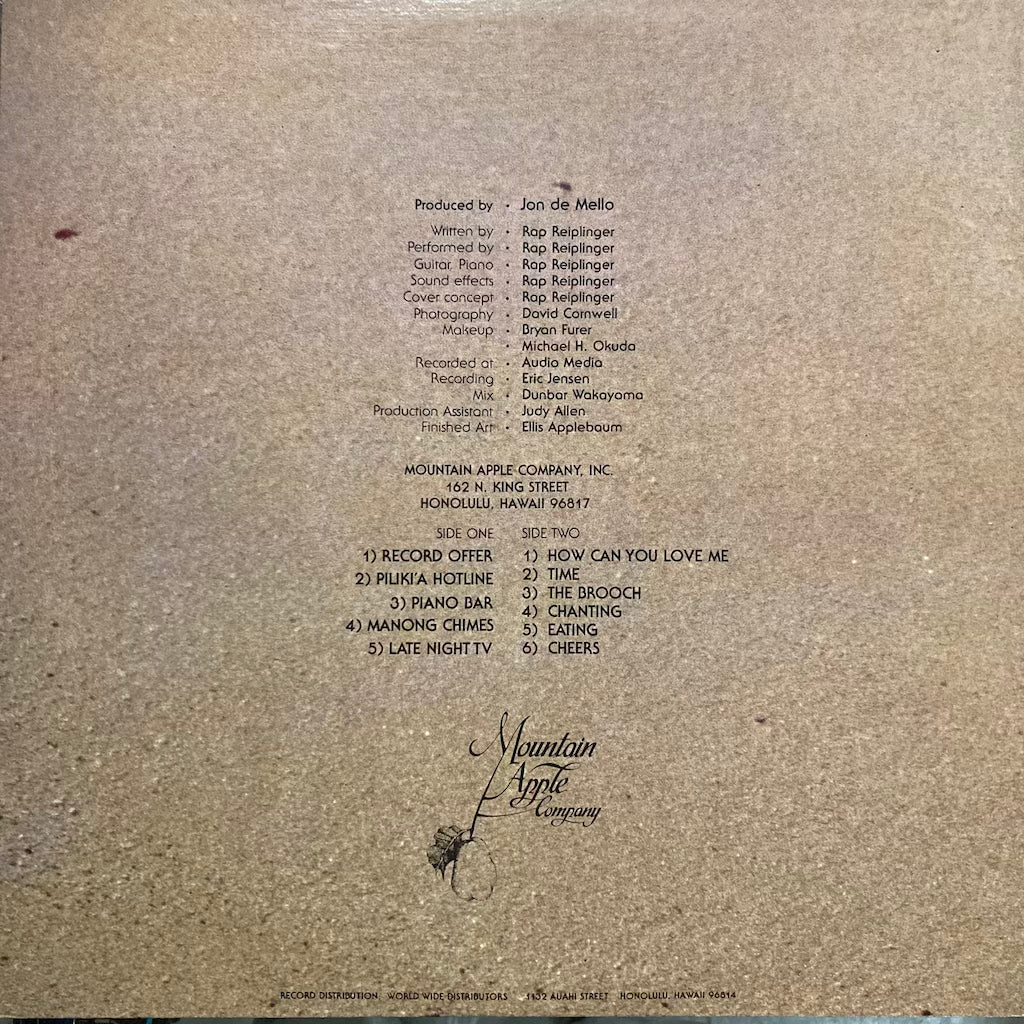 Produced by • Jon de Mello
Written by • Rap Reiplinger
Performed by • Rap Reiplinger
Guitar Piano • Rap Reiplinger
Sound effects • Rap Reiplinger
Cover concept • Rap Reiplinger
Photography • David Cornwell
Makeup • Bryan Furer
• Michael H. Okuda
Recorded at • Audio Media
Recording • Eric Jensen
Mix • Dunbar Wakayama
Production Assistant • Judy Allen
Finished Art • Ellis Applebaum
MOUNTAIN APPLE COMPANY, INC.
162 N. KING STREET
HONOLULU, HAWAII 96817
SIDE ONE
1) RECORD OFFER
2) PILIKI'A HOTLINE
3) PIANO BAR
4) MANONG CHIMES
5) LATE NIGHT TV
SIDE TWO
1) HOW CAN YOU LOVE ME
2) TIME
3) THE BROOCH
4) CHANTING
5) EATING
6) CHEERS
Mountain
Apple
Company
RECORD DISTRIBUTION: WORLD WIDE DISTRIBUTORS 1132 AUAHI STREET HONOLULU, HAWAII 96814